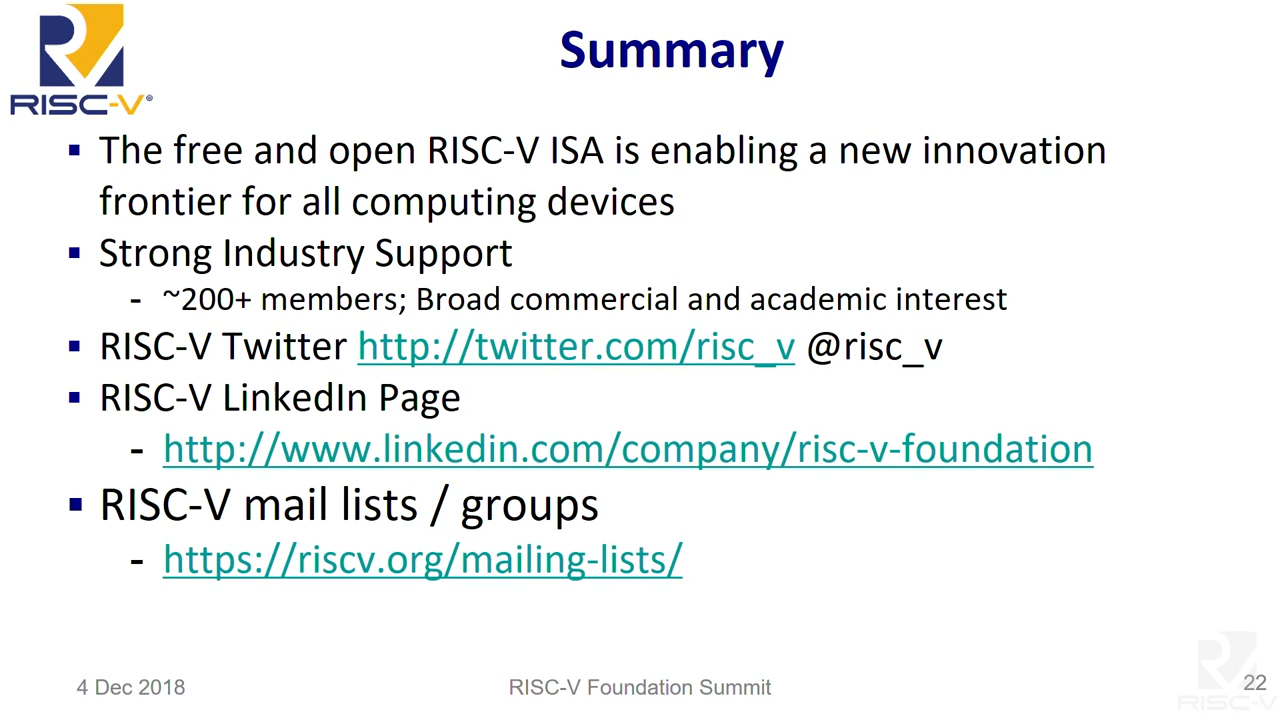 RISC-V®
Summary
▪ The free and open RISC-V ISA is enabling a new innovation
frontier for all computing devices
▪ Strong Industry Support
- ~200+ members; Broad commercial and academic interest
▪ RISC-V Twitter http://twitter.com/risc_v @risc_v
▪ RISC-V LinkedIn Page
- http://www.linkedin.com/company/risc-v-foundation
▪ RISC-V mail lists / groups
- https://riscv.org/mailing-lists/
4 Dec 2018
RISC-V Foundation Summit
22
RISC-V